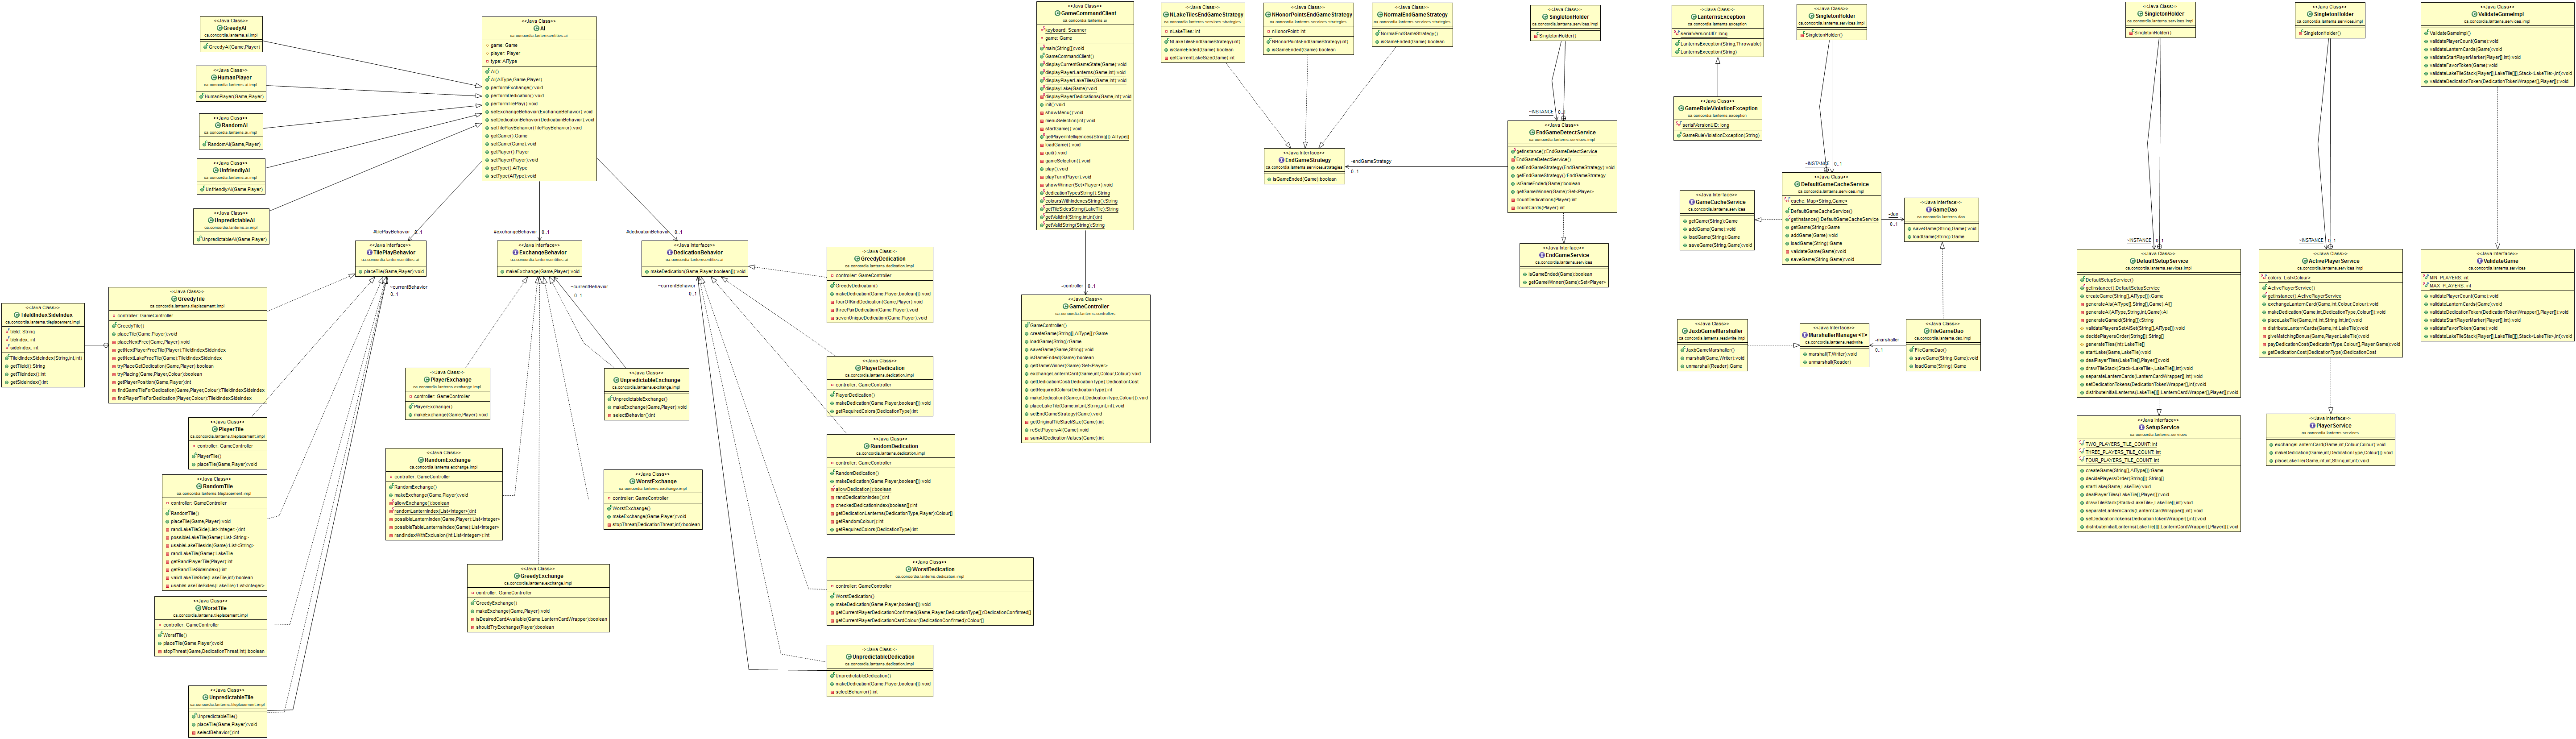 <<Java Class>>
GreedyAI
ca.concordia.lanterns.ai.impl
GreedyAI(Game,Player)
<<Java Class>>
HumanPlayer
ca.concordia.lanterns.ai.impl
HumanPlayer(Game,Player)
<<Java Class>>
RandomAI
ca.concordia.lanterns.ai.impl
RandomAI(Game,Player)
<<Java Class>>
UnfriendlyAI
ca.concordia.lanterns.ai.impl
UnfriendlyAI(Game,Player)
<<Java Class>>
UnpredictableAI
ca.concordia.lanterns.ai.impl
UnpredictableAI(Game,Player)
<<Java Class>>
AI
ca.concordia.lanternsentities.ai
game: Game
player: Player
type: AIType
AI()
AI(AIType,Game,Player)
performExchange():void
performDedication():void
performTilePlay():void
setExchangeBehavior(ExchangeBehavior):void
setDedicationBehavior(DedicationBehavior):void
setTilePlayBehavior(TilePlayBehavior):void
getGame():Game
setGame(Game):void
getPlayer():Player
setPlayer(Player):void
getType():AIType
setType(AIType):void
#tilePlayBehavior 0..1
#exchangeBehavior 0..1
#dedicationBehavior 0..1
<<Java Interface>>
TilePlayBehavior
ca.concordia.lanternsentities.ai
placeTile(Game,Player):void
<<Java Interface>>
ExchangeBehavior
ca.concordia.lanternsentities.ai
makeExchange(Game,Player):void
<<Java Interface>>
DedicationBehavior
ca.concordia.lanternsentities.ai
makeDedication(Game,Player,boolean[]):void
~currentBehavior
0..1
~currentBehavior
0..1
~currentBehavior
0..1
<<Java Class>>
TileIdIndexSideIndex
ca.concordia.lanterns.tileplacement.impl
tileId: String
tileIndex: int
sideIndex: int
TileIdIndexSideIndex(String,int,int)
getTileId():String
getTileIndex():int
getSideIndex():int
<<Java Class>>
GreedyTile
ca.concordia.lanterns.tileplacement.impl
controller: GameController
GreedyTile()
placeTile(Game,Player):void
placeNextFree(Game,Player):void
getNextPlayerFreeTile(Player):TileIdIndexSideIndex
getNextLakeFreeTile(Game):TileIdIndexSideIndex
tryPlaceGetDedication(Game,Player):boolean
tryPlacing(Game,Player,Colour):boolean
getPlayerPosition(Game,Player):int
findGameTileForDedication(Game,Player,Colour):TileIdIndexSideIndex
findPlayerTileForDedication(Player,Colour):TileIdIndexSideIndex
<<Java Class>>
PlayerTile
ca.concordia.lanterns.tileplacement.impl
controller: GameController
PlayerTile()
placeTile(Game,Player):void
<<Java Class>>
RandomTile
ca.concordia.lanterns.tileplacement.impl
controller: GameController
RandomTile()
placeTile(Game,Player):void
randLakeTileSide(List<Integer>):int
possibleLakeTile(Game):List<String>
usableLakeTilesIds(Game):List<String>
randLakeTile(Game):LakeTile
getRandPlayerTile(Player):int
getRandTileSideIndex():int
validLakeTileSide(LakeTile,int):boolean
usableLakeTileSides(LakeTile):List<Integer>
<<Java Class>>
WorstTile
ca.concordia.lanterns.tileplacement.impl
controller: GameController
WorstTile()
placeTile(Game,Player):void
stopThreat(Game,DedicationThreat,int):boolean
<<Java Class>>
UnpredictableTile
ca.concordia.lanterns.tileplacement.impl
UnpredictableTile()
placeTile(Game,Player):void
selectBehavior():int
<<Java Class>>
PlayerExchange
ca.concordia.lanterns.exchange.impl
controller: GameController
PlayerExchange()
makeExchange(Game,Player):void
<<Java Class>>
UnpredictableExchange
ca.concordia.lanterns.exchange.impl
UnpredictableExchange()
makeExchange(Game,Player):void
selectBehavior():int
<<Java Class>>
RandomExchange
ca.concordia.lanterns.exchange.impl
controller: GameController
RandomExchange()
makeExchange(Game,Player):void
allowExchange():boolean
randomLanternIndex(List<Integer>):int
possibleLanternIndex(Game,Player):List<Integer>
possibleTableLanternsIndex(Game):List<Integer>
randIndexWithExclusion(int,List<Integer>):int
<<Java Class>>
WorstExchange
ca.concordia.lanterns.exchange.impl
controller: GameController
WorstExchange()
makeExchange(Game,Player):void
stopThreat(DedicationThreat,int):boolean
<<Java Class>>
GreedyExchange
ca.concordia.lanterns.exchange.impl
controller: GameController
GreedyExchange()
makeExchange(Game,Player):void
isDesiredCardAvailable(Game,LanternCardWrapper):boolean
shouldTryExchange(Player):boolean
<<Java Class>>
GreedyDedication
ca.concordia.lanterns.dedication.impl
controller: GameController
GreedyDedication()
makeDedication(Game,Player,boolean[]):void
fourOfKindDedication(Game,Player):void
threePairDedication(Game,Player):void
sevenUniqueDedication(Game,Player):void
<<Java Class>>
PlayerDedication
ca.concordia.lanterns.dedication.impl
controller: GameController
PlayerDedication()
makeDedication(Game,Player,boolean[]):void
getRequiredColors(DedicationType):int
<<Java Class>>
RandomDedication
ca.concordia.lanterns.dedication.impl
controller: GameController
RandomDedication()
makeDedication(Game,Player,boolean[]):void
allowDedication():boolean
randDedicationIndex():int
checkedDedicationIndex(boolean[]):int
getDedicationLanterns(DedicationType,Player):Colour[]
getRandomColour():int
getRequiredColors(DedicationType):int
<<Java Class>>
WorstDedication
ca.concordia.lanterns.dedication.impl
controller: GameController
WorstDedication()
makeDedication(Game,Player,boolean[]):void
getCurrentPlayerDedicationConfirmed(Game,Player,DedicationType[]):DedicationConfirmed[]
getCurrentPlayerDedicationCardColour(DedicationConfirmed):Colour[]
<<Java Class>>
UnpredictableDedication
ca.concordia.lanterns.dedication.impl
UnpredictableDedication()
makeDedication(Game,Player,boolean[]):void
selectBehavior():int
<<Java Class>>
GameCommandClient
ca.concordia.lanterns.ui
keyboard: Scanner
game: Game
main(String[]):void
GameCommandClient()
displayCurrentGameState(Game):void
displayPlayerLanterns(Game,int):void
displayPlayerLakeTiles(Game,int):void
displayLake(Game):void
displayPlayerDedications(Game,int):void
init():void
showMenu():void
menuSelection(int):void
startGame():void
getPlayerInteligences(String[]):AIType[]
loadGame():void
quit():void
gameSelection():void
play():void
playTurn(Player):void
showWinner(Set<Player>):void
dedicationTypesString():String
coloursWithIndexesString():String
getTileSidesString(LakeTile):String
getValidInt(String,int,int):int
getValidString(String):String
-controller 0..1
<<Java Class>>
GameController
ca.concordia.lanterns.controllers
GameController()
createGame(String[],AIType[]):Game
loadGame(String):Game
saveGame(Game,String):void
isGameEnded(Game):boolean
getGameWinner(Game):Set<Player>
exchangeLanternCard(Game,int,Colour,Colour):void
getDedicationCost(DedicationType):DedicationCost
getRequiredColors(DedicationType):int
makeDedication(Game,int,DedicationType,Colour[]):void
placeLakeTile(Game,int,int,String,int,int):void
setEndGameStrategy(Game):void
getOriginalTileStackSize(Game):int
reSetPlayersAI(Game):void
sumAllDedicationValues(Game):int
<<Java Class>>
NLakeTilesEndGameStrategy
ca.concordia.lanterns.services.strategies
nLakeTiles: int
NLakeTilesEndGameStrategy(int)
isGameEnded(Game):boolean
getCurrentLakeSize(Game):int
<<Java Class>>
NHonorPointsEndGameStrategy
ca.concordia.lanterns.services.strategies
nHonorPoint: int
NHonorPointsEndGameStrategy(int)
isGameEnded(Game):boolean
<<Java Class>>
NormalEndGameStrategy
ca.concordia.lanterns.services.strategies
NormalEndGameStrategy()
isGameEnded(Game):boolean
<<Java Interface>>
EndGameStrategy
ca.concordia.lanterns.services.strategies
isGameEnded(Game):boolean
-endGameStrategy
0..1
<<Java Class>>
SingletonHolder
ca.concordia.lanterns.services.impl
SingletonHolder()
~INSTANCE 0..1
<<Java Class>>
EndGameDetectService
ca.concordia.lanterns.services.impl
getInstance():EndGameDetectService
EndGameDetectService()
setEndGameStrategy(EndGameStrategy):void
getEndGameStrategy():EndGameStrategy
isGameEnded(Game):boolean
getGameWinner(Game):Set<Player>
countDedications(Player):int
countCards(Player):int
<<Java Interface>>
EndGameService
ca.concordia.lanterns.services
isGameEnded(Game):boolean
getGameWinner(Game):Set<Player>
<<Java Class>>
LanternsException
ca.concordia.lanterns.exception
serialVersionUID: long
LanternsException(String,Throwable)
LanternsException(String)
<<Java Class>>
GameRuleViolationException
ca.concordia.lanterns.exception
serialVersionUID: long
GameRuleViolationException(String)
<<Java Class>>
SingletonHolder
ca.concordia.lanterns.services.impl
SingletonHolder()
~INSTANCE 0..1
<<Java Interface>>
GameCacheService
ca.concordia.lanterns.services
getGame(String):Game
addGame(Game):void
loadGame(String):Game
saveGame(String,Game):void
<<Java Class>>
DefaultGameCacheService
ca.concordia.lanterns.services.impl
cache: Map<String,Game>
DefaultGameCacheService()
getInstance():DefaultGameCacheService
getGame(String):Game
addGame(Game):void
loadGame(String):Game
validateGame(Game):void
saveGame(String,Game):void
-dao
0..1
<<Java Interface>>
GameDao
ca.concordia.lanterns.dao
saveGame(String,Game):void
loadGame(String):Game
<<Java Class>>
JaxbGameMarshaller
ca.concordia.lanterns.readwrite.impl
JaxbGameMarshaller()
marshall(Game,Writer):void
unmarshall(Reader):Game
<<Java Interface>>
MarshallerManager<T>
ca.concordia.lanterns.readwrite
marshall(T,Writer):void
unmarshall(Reader)
-marshaller
0..1
<<Java Class>>
FileGameDao
ca.concordia.lanterns.dao.impl
FileGameDao()
saveGame(String,Game):void
loadGame(String):Game
<<Java Class>>
SingletonHolder
ca.concordia.lanterns.services.impl
SingletonHolder()
~INSTANCE 0..1
<<Java Class>>
DefaultSetupService
ca.concordia.lanterns.services.impl
DefaultSetupService()
getInstance():DefaultSetupService
createGame(String[],AIType[]):Game
generateAIs(AIType[],String[],Game):AI[]
generateAI(AIType,String,int,Game):AI
generateGameId(String[]):String
validatePlayersSetAISet(String[],AIType[]):void
decidePlayersOrder(String[]):String[]
generateTiles(int):LakeTile[]
startLake(Game,LakeTile):void
dealPlayerTiles(LakeTile[],Player[]):void
drawTileStack(Stack<LakeTile>,LakeTile[],int):void
separateLanternCards(LanternCardWrapper[],int):void
setDedicationTokens(DedicationTokenWrapper[],int):void
distributeInitialLanterns(LakeTile[][],LanternCardWrapper[],Player[]):void
<<Java Interface>>
SetupService
ca.concordia.lanterns.services
TWO_PLAYERS_TILE_COUNT: int
THREE_PLAYERS_TILE_COUNT: int
FOUR_PLAYERS_TILE_COUNT: int
createGame(String[],AIType[]):Game
decidePlayersOrder(String[]):String[]
startLake(Game,LakeTile):void
dealPlayerTiles(LakeTile[],Player[]):void
drawTileStack(Stack<LakeTile>,LakeTile[],int):void
separateLanternCards(LanternCardWrapper[],int):void
setDedicationTokens(DedicationTokenWrapper[],int):void
distributeInitialLanterns(LakeTile[][],LanternCardWrapper[],Player[]):void
<<Java Class>>
SingletonHolder
ca.concordia.lanterns.services.impl
SingletonHolder()
~INSTANCE 0..1
<<Java Class>>
ActivePlayerService
ca.concordia.lanterns.services.impl
colors: List<Colour>
ActivePlayerService()
getInstance():ActivePlayerService
exchangeLanternCard(Game,int,Colour,Colour):void
makeDedication(Game,int,DedicationType,Colour[]):void
placeLakeTile(Game,int,int,String,int,int):void
distributeLanternCards(Game,int,LakeTile):void
giveMatchingBonus(Game,Player,LakeTile):void
payDedicationCost(DedicationType,Colour[],Player,Game):void
getDedicationCost(DedicationType):DedicationCost
<<Java Interface>>
PlayerService
ca.concordia.lanterns.services
exchangeLanternCard(Game,int,Colour,Colour):void
makeDedication(Game,int,DedicationType,Colour[]):void
placeLakeTile(Game,int,int,String,int,int):void
<<Java Class>>
ValidateGameImpl
ca.concordia.lanterns.services.impl
ValidateGameImpl()
validatePlayerCount(Game):void
validateLanternCards(Game):void
validateStartPlayerMarker(Player[],int):void
validateFavorToken(Game):void
validateLakeTileStack(Player[],LakeTile[][],Stack<LakeTile>,int):void
validateDedicationToken(DedicationTokenWrapper[],Player[]):void
<<Java Interface>>
ValidateGame
ca.concordia.lanterns.services
MIN_PLAYERS: int
MAX_PLAYERS: int
validatePlayerCount(Game):void
validateLanternCards(Game):void
validateDedicationToken(DedicationTokenWrapper[],Player[]):void
validateStartPlayerMarker(Player[],int):void
validateFavorToken(Game):void
validateLakeTileStack(Player[],LakeTile[][],Stack<LakeTile>,int):void